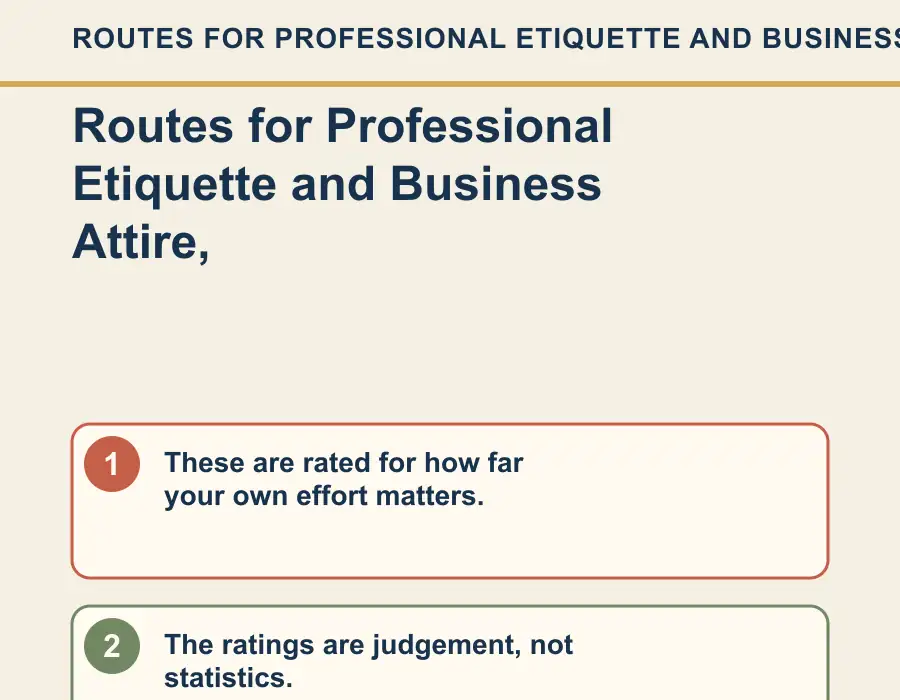 ROUTES FOR PROFESSIONAL ETIQUETTE AND BUSINESS
Routes for Professional
Etiquette and Business
Attire,
1
These are rated for how far
your own effort matters.
2
The ratings are judgement, not
statistics.